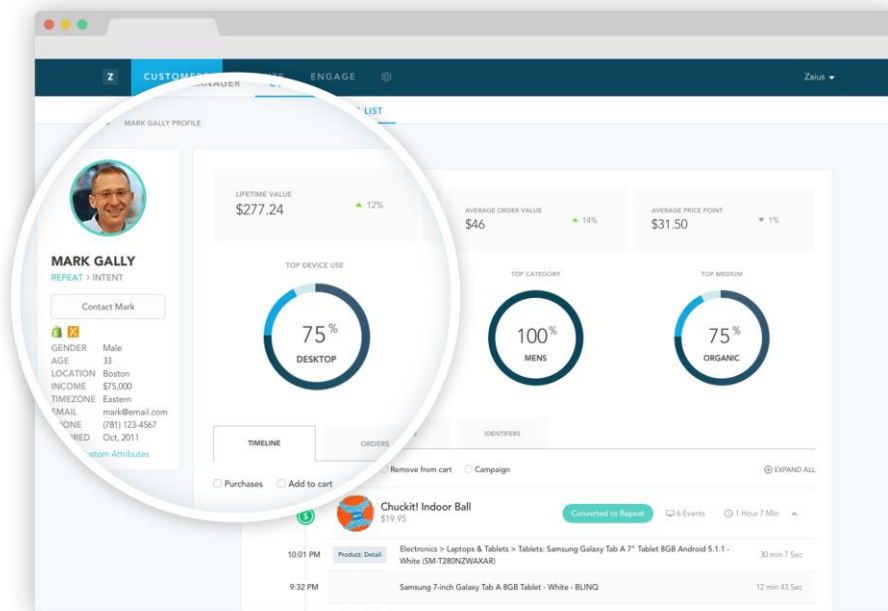 Z
ENGAGE
Zaius
MANAGER
LIST
MARK GALLY PROFILE
LIFETIME VALUE
$277.24
12%
AVERAGE ORDER VALUE
$46
14%
AVERAGE PRICE POINT
$31.50
1%
MARK GALLY
REPEAT > INTENT
Contact Mark
GENDER Male
AGE 33
LOCATION Boston
INCOME $75,000
TIMEZONE Eastern
EMAIL mark@email.com
(781) 123-4567
Oct, 2011
Attributes
TOP DEVICE USE
75%
DESKTOP
TOP CATEGORY
100%
MENS
TOP MEDIUM
75%
ORGANIC
TIMELINE
ORDERS
IDENTIFERS
Purchases
Add to cart
Remove from cart
Campaign
EXPAND ALL
Chuckit! Indoor Ball
$19.95
Converted to Repeat
6 Events
1 Hour 7 Min
10:01 PM
Product: Detail
Electronics > Laptops & Tablets > Tablets: Samsung Galaxy Tab A 7" Tablet 8GB Android 5.1.1 -
White (SM-T280NZWAXAR)
30 min 7 Sec
9:32 PM
Samsung 7-inch Galaxy Tab A 8GB Tablet - White - BLINQ
12 min 43 Sec